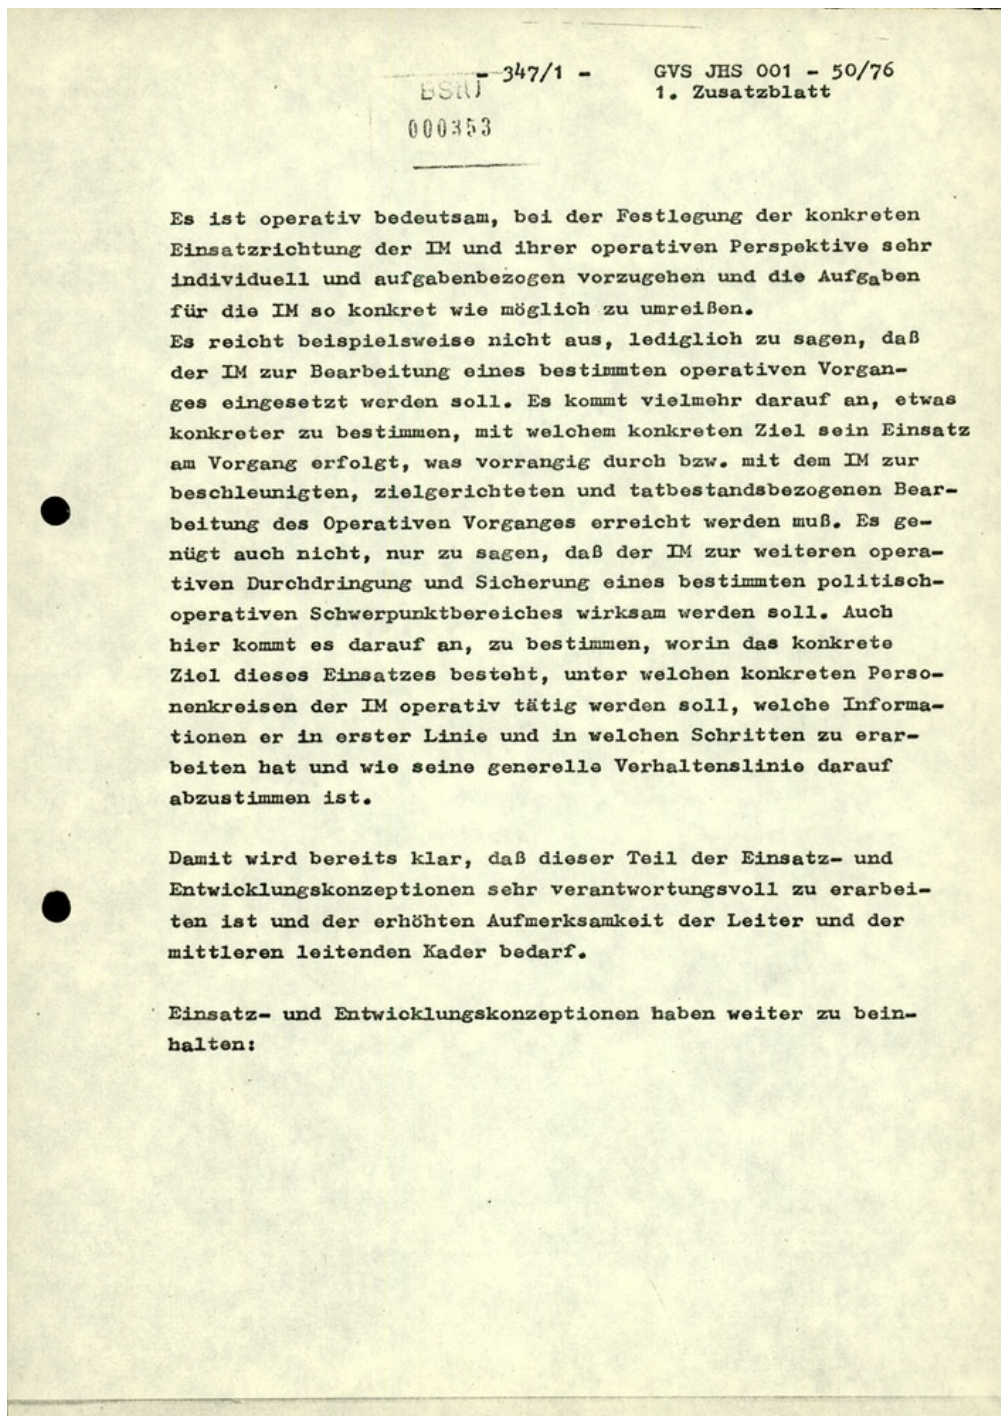 - 347/1 -
GVS JHS 001 - 50/76
1. Zusatzblatt
BStU
000353
Es ist operativ bedeutsam, bei der Festlegung der konkreten
Einsatzrichtung der IM und ihrer operativen Perspektive sehr
individuell und aufgabenbezogen vorzugehen und die Aufgaben
für die IM so konkret wie möglich zu umreißen.
Es reicht beispielsweise nicht aus, lediglich zu sagen, daß
der IM zur Bearbeitung eines bestimmten operativen Vorgan-
ges eingesetzt werden soll. Es kommt vielmehr darauf an, etwas
konkreter zu bestimmen, mit welchem konkreten Ziel sein Einsatz
am Vorgang erfolgt, was vorrangig durch bzw. mit dem IM zur
beschleunigten, zielgerichteten und tatbestandsbezogenen Bear-
beitung des Operativen Vorganges erreicht werden muß. Es ge-
nügt auch nicht, nur zu sagen, daß der IM zur weiteren opera-
tiven Durchdringung und Sicherung eines bestimmten politisch-
operativen Schwerpunktbereiches wirksam werden soll. Auch
hier kommt es darauf an, zu bestimmen, worin das konkrete
Ziel dieses Einsatzes besteht, unter welchen konkreten Perso-
nenkreisen der IM operativ tätig werden soll, welche Informa-
tionen er in erster Linie und in welchen Schritten zu erar-
beiten hat und wie seine generelle Verhaltenslinie darauf
abzustimmen ist.
Damit wird bereits klar, daß dieser Teil der Einsatz- und
Entwicklungskonzeptionen sehr verantwortungsvoll zu erarbei-
ten ist und der erhöhten Aufmerksamkeit der Leiter und der
mittleren leitenden Kader bedarf.
Einsatz- und Entwicklungskonzeptionen haben weiter zu bein-
halten: